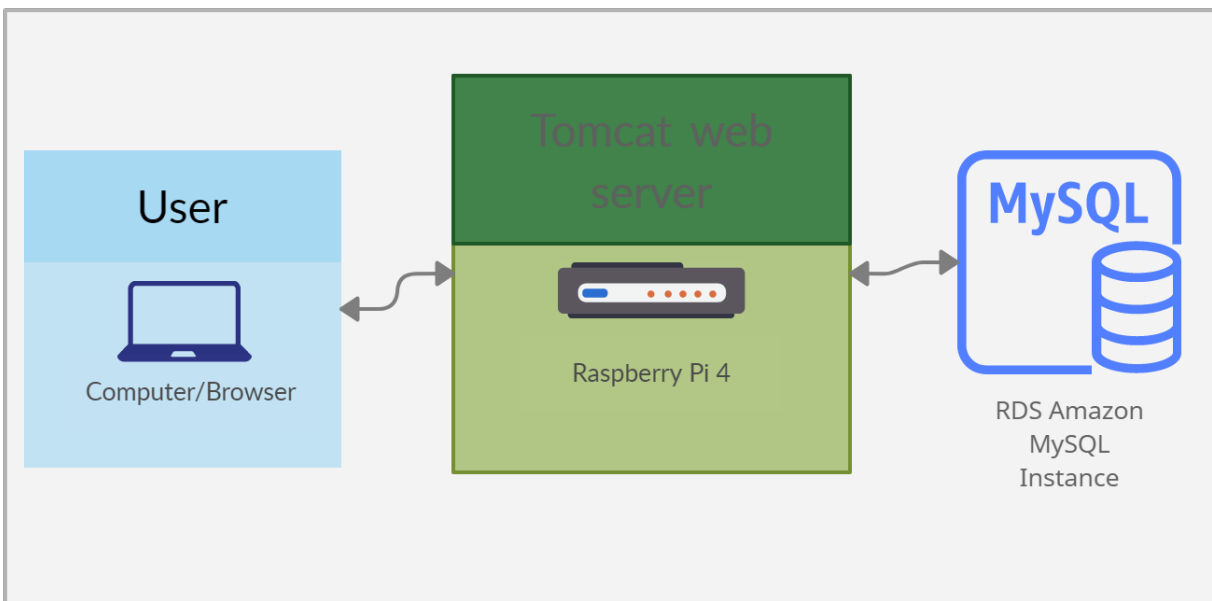 User
Computer/Browser
Tomcat web
server
Raspberry Pi 4
MySQL
RDS Amazon
MySQL
Instance